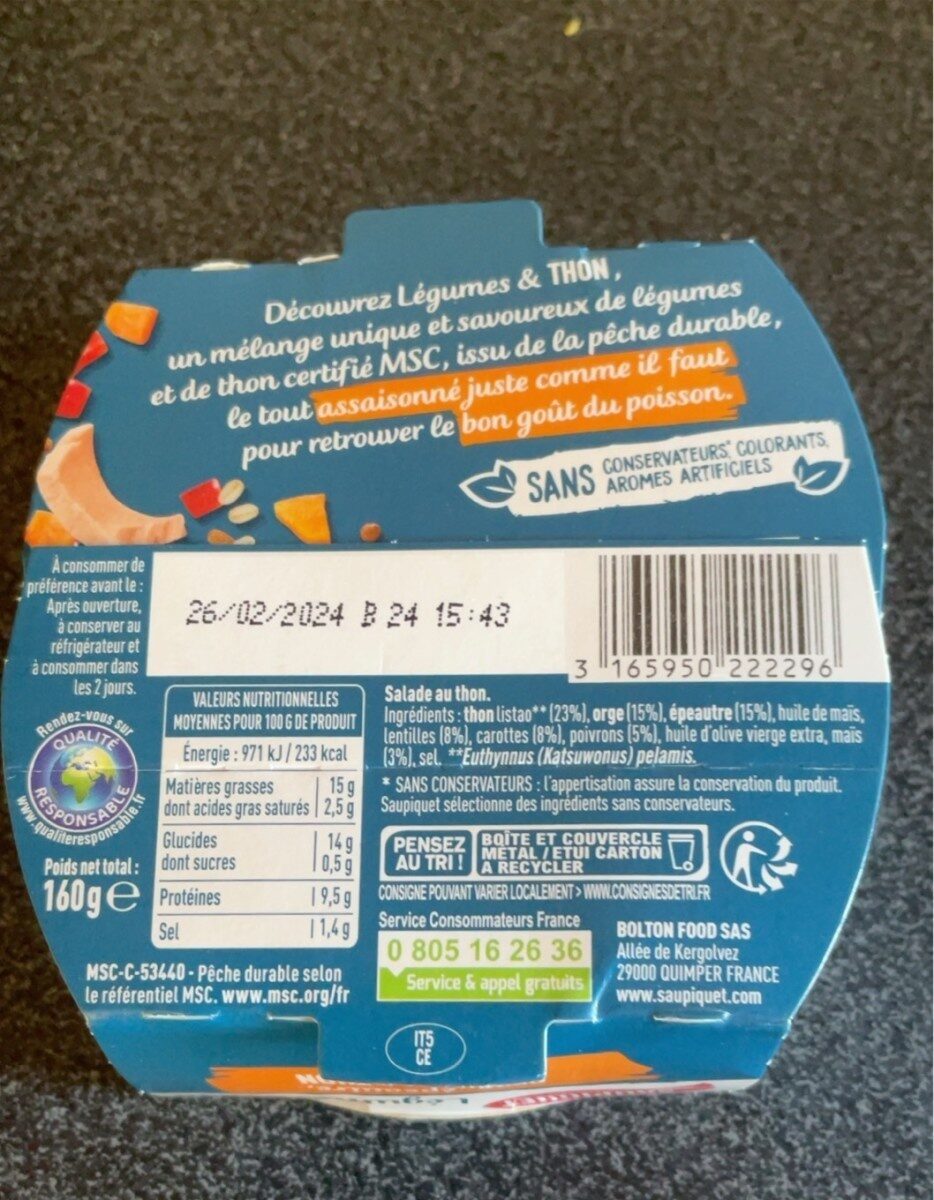 Découvrez Légumes & THON,
un mélange unique et savoureux de légumes
et de thon certifié MSC, issu de la pêche durable,
le tout assaisonné juste comme il faut
pour retrouver le bon goût du poisson.
SANS CONSERVATEURS* COLORANTS,
AROMES ARTIFICIELS
À consommer de
préférence avant le :
Après ouverture,
à conserver au
réfrigérateur et
à consommer dans
les 2 jours.
26/02/2024 B 24 15:43
3 165950 222296
Rendez-vous sur
QUALITÉ
RESPONSABLE
www.qualiteresponsable.fr
Poids net total :
160g e
VALEURS NUTRITIONNELLES
MOYENNES POUR 100 G DE PRODUIT
Énergie : 971 kJ / 233 kcal
Matières grasses 15 g
dont acides gras saturés 2,5 g
Glucides 14 g
dont sucres 0,5 g
Protéines 9,5 g
Sel 1,4 g
Salade au thon.
Ingrédients : thon listao** (23%), orge (15%), épeautre (15%), huile de maïs,
lentilles (8%), carottes (8%), poivrons (5%), huile d'olive vierge extra, maïs
(3%), sel. **Euthynnus (Katsuwonus) pelamis.
* SANS CONSERVATEURS : l'appertisation assure la conservation du produit.
Saupiquet sélectionne des ingrédients sans conservateurs.
PENSEZ
AU TRI !
BOÎTE ET COUVERCLE
MÉTAL / ÉTUI CARTON
À RECYCLER
CONSIGNE POUVANT VARIER LOCALEMENT > WWW.CONSIGNESDETRI.FR
Service Consommateurs France
0 805 16 26 36
Service & appel gratuits
BOLTON FOOD SAS
Allée de Kergolvez
29000 QUIMPER FRANCE
www.saupiquet.com
MSC-C-53440 - Pêche durable selon
le référentiel MSC. www.msc.org/fr
IT5
CE